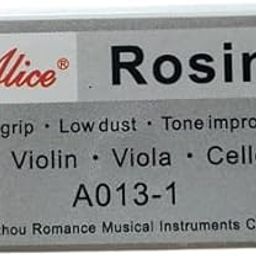 Alice® Rosin
grip · Low dust · Tone impro
Violin · Viola · Cell
A013-1
hou Romance Musical Instruments C